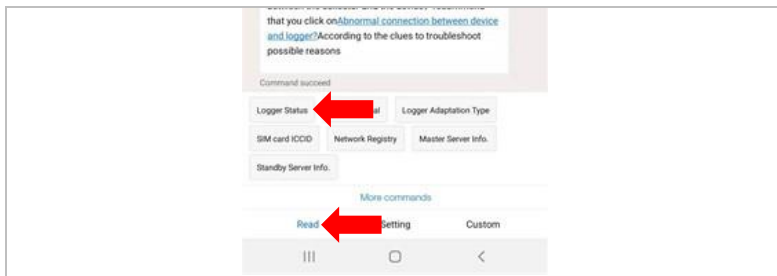 that you click onAbnormal connection between device
and logger?According to the clues to troubleshoot
possible reasons
Command succeed
Logger Status al Logger Adaptation Type
SIM card ICCID Network Registry Master Server Info.
Standby Server Info.
More commands
Read Setting Custom